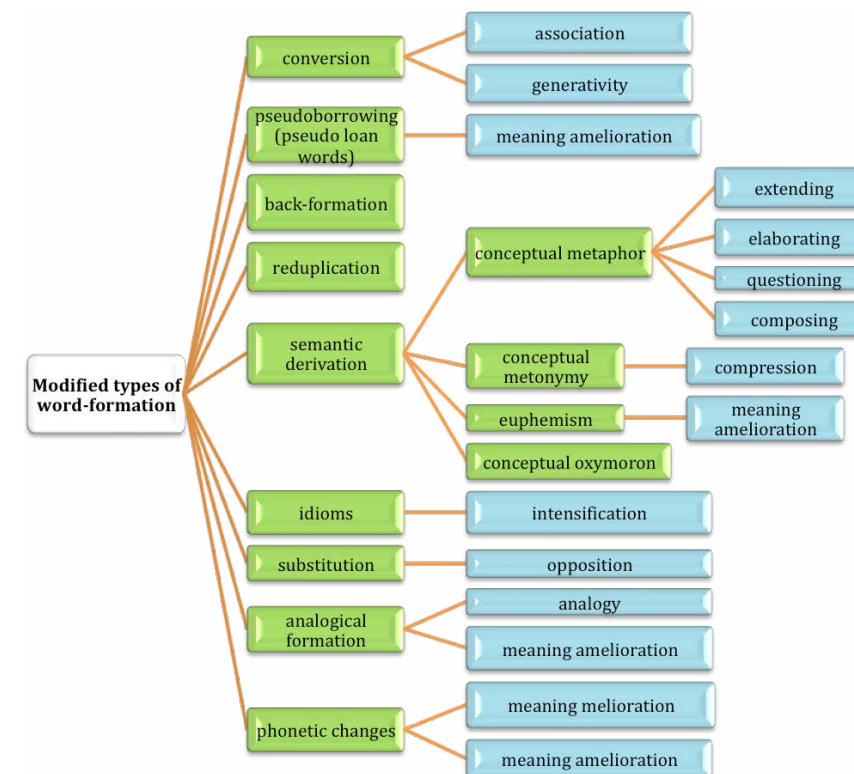 association
conversion
generativity
pseudoborrowing
(pseudo loan
words)
meaning amelioration
extending
back-formation
elaborating
conceptual metaphor
reduplication
questioning
composing
semantic
derivation
conceptual
metonymy
compression
Modified types of
word-formation
euphemism
meaning
amelioration
conceptual oxymoron
idioms
intensification
substitution
opposition
analogical
formation
analogy
meaning amelioration
meaning melioration
phonetic changes
meaning amelioration